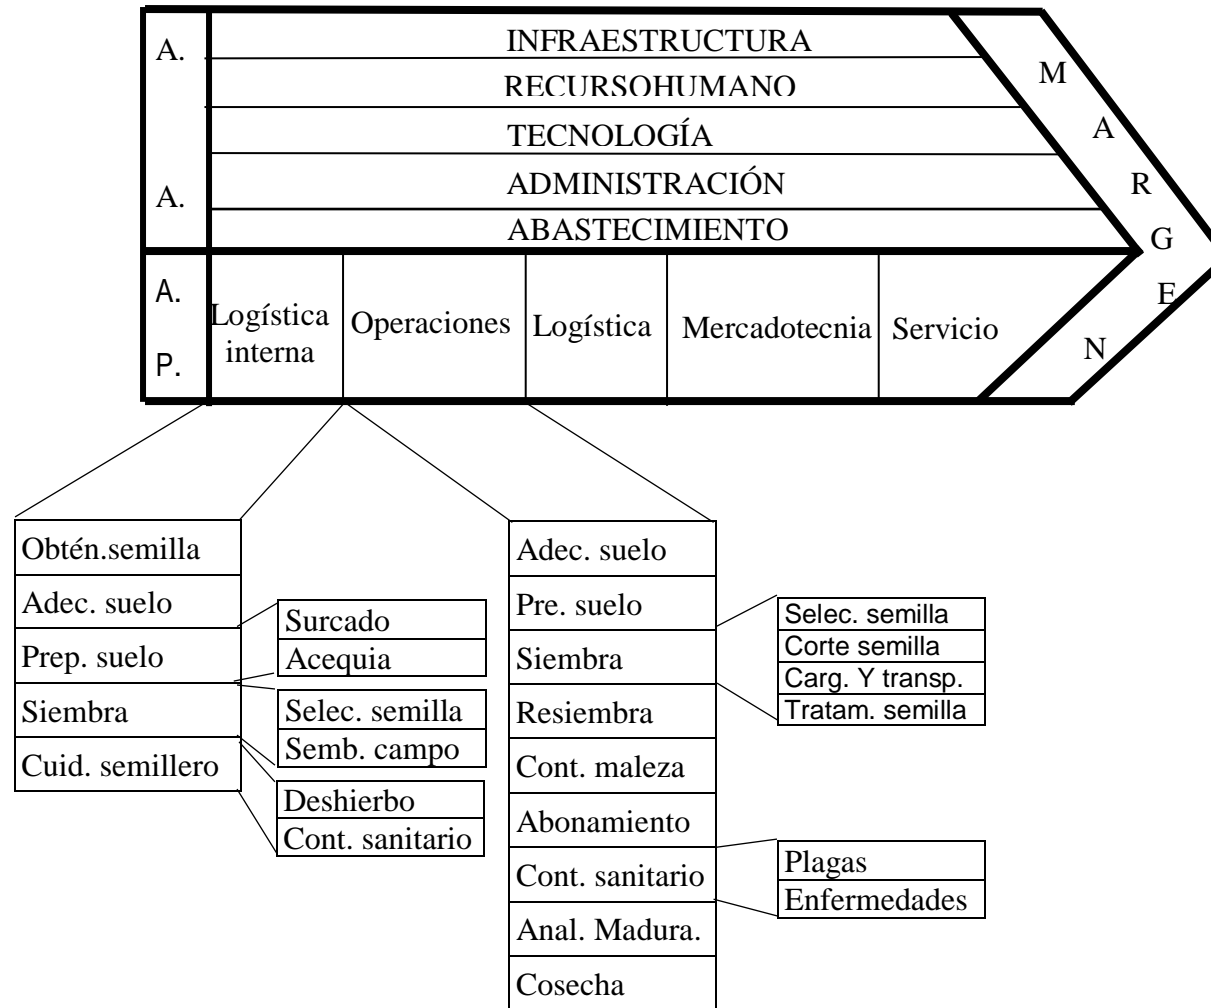 A.
INFRAESTRUCTURA
RECURSOHUMANO
TECNOLOGÍA
A.
ADMINISTRACIÓN
ABASTECIMIENTO
M
A
R
G
E
N
A.
P.
Logística
interna
Operaciones
Logística
Mercadotecnia
Servicio
Obtén.semilla
Adec. suelo
Prep. suelo
Siembra
Cuid. semillero
Surcado
Acequia
Selec. semilla
Semb. campo
Deshierbo
Cont. sanitario
Adec. suelo
Pre. suelo
Siembra
Resiembra
Cont. maleza
Abonamiento
Cont. sanitario
Anal. Madura.
Cosecha
Selec. semilla
Corte semilla
Carg. Y transp.
Tratam. semilla
Plagas
Enfermedades